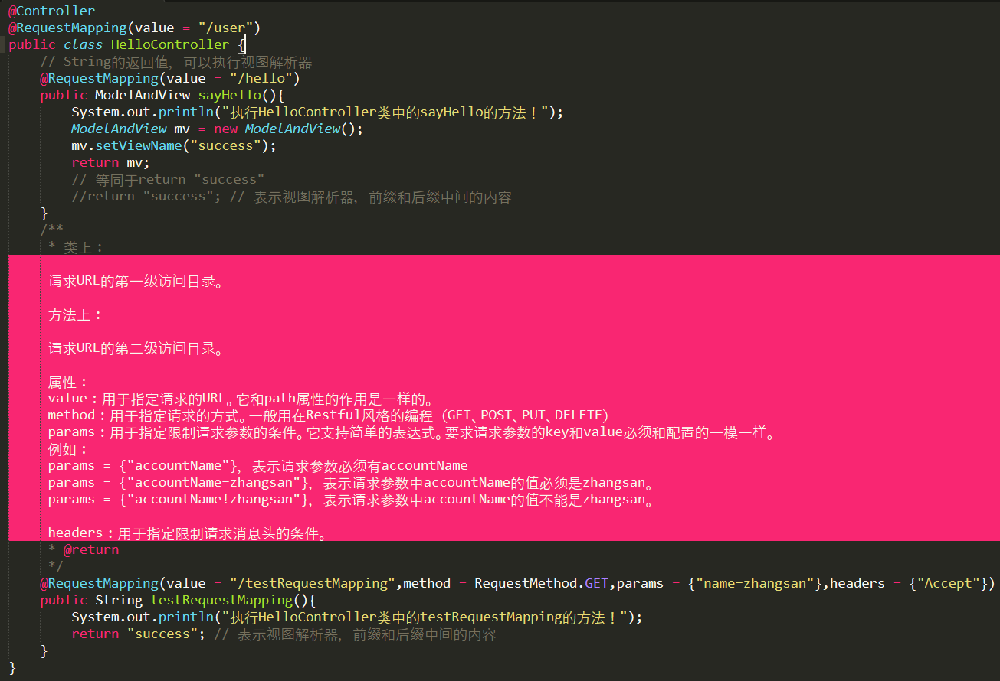 @Controller
@RequestMapping(value = "/user")
public class HelloController {
// String的返回值，可以执行视图解析器
@RequestMapping(value = "/hello")
public ModelAndView sayHello(){
System.out.println("执行HelloController类中的sayHello的方法！");
ModelAndView mv = new ModelAndView();
mv.setViewName("success");
return mv;
// 等同于return "success"
//return "success"; // 表示视图解析器，前缀和后缀中间的内容
}
/**
* 类上：
请求URL的第一级访问目录。
方法上：
请求URL的第二级访问目录。
属性：
value：用于指定请求的URL。它和path属性的作用是一样的。
method：用于指定请求的方式。一般用在Restful风格的编程（GET、POST、PUT、DELETE）
params：用于指定限制请求参数的条件。它支持简单的表达式。要求请求参数的key和value必须和配置的一模一样。
例如：
params = {"accountName"}，表示请求参数必须有accountName
params = {"accountName=zhangsan"}，表示请求参数中accountName的值必须是zhangsan。
params = {"accountName!zhangsan"}，表示请求参数中accountName的值不能是zhangsan。
headers：用于指定限制请求消息头的条件。
* @return
*/
@RequestMapping(value = "/testRequestMapping",method = RequestMethod.GET,params = {"name=zhangsan"},headers = {"Accept"})
public String testRequestMapping(){
System.out.println("执行HelloController类中的testRequestMapping的方法！");
return "success"; // 表示视图解析器，前缀和后缀中间的内容
}
}